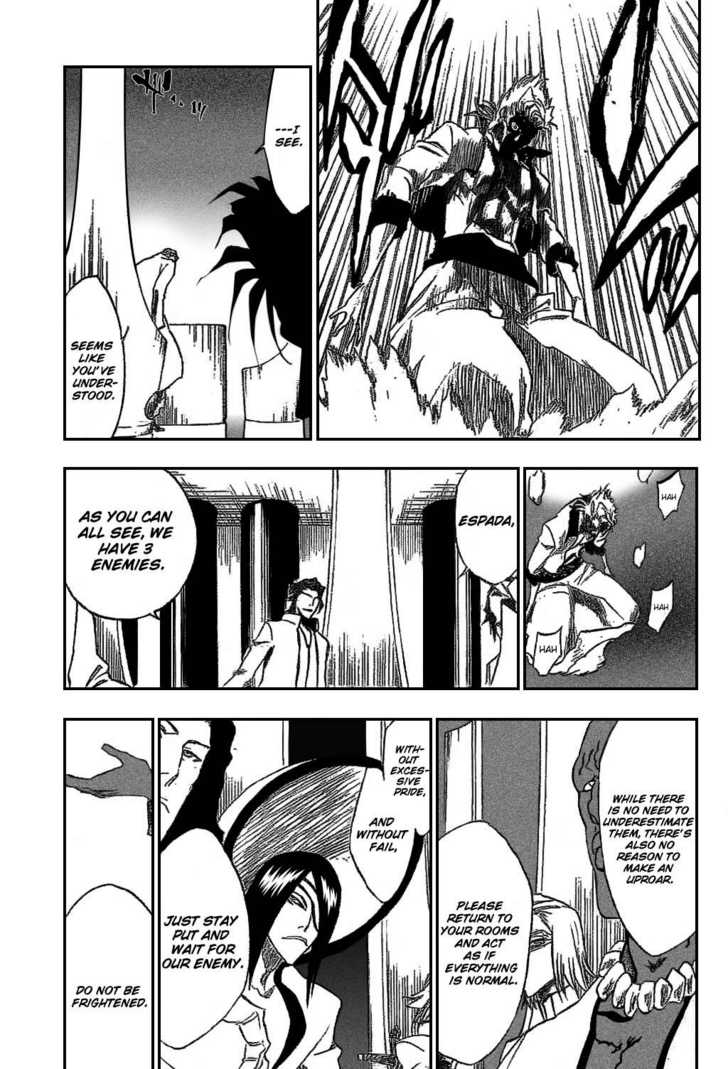 ---I
SEE.
SEEMS
LIKE
YOU'VE
UNDER-
STOOD.
HAH
HAH
HAH
ESPADA,
AS YOU CAN
ALL SEE, WE
HAVE 3
ENEMIES.
WHILE THERE
IS NO NEED TO
UNDERESTIMATE
THEM, THERE'S
ALSO NO
REASON TO
MAKE AN
UPROAR.
PLEASE
RETURN TO
YOUR ROOMS
AND ACT
AS IF
EVERYTHING
IS NORMAL.
WITH-
OUT
EXCES-
SIVE
PRIDE,
AND
WITHOUT
FAIL,
JUST STAY
PUT AND
WAIT FOR
OUR ENEMY.
DO NOT BE
FRIGHTENED.